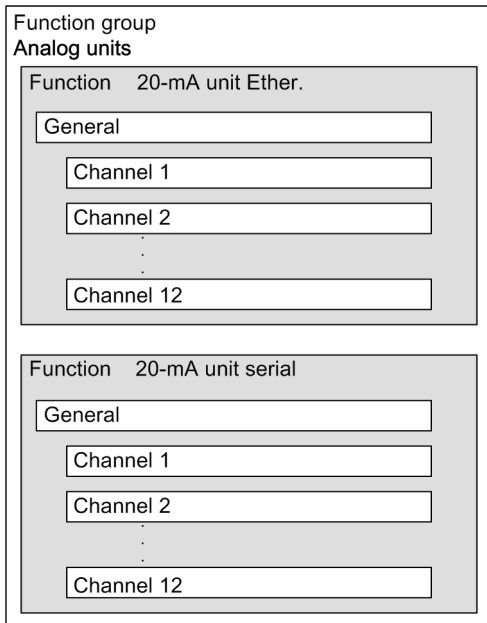 Function group
Analog units
Function 20-mA unit Ether.
General
Channel 1
Channel 2
.
.
.
Channel 12
Function 20-mA unit serial
General
Channel 1
Channel 2
.
.
.
Channel 12